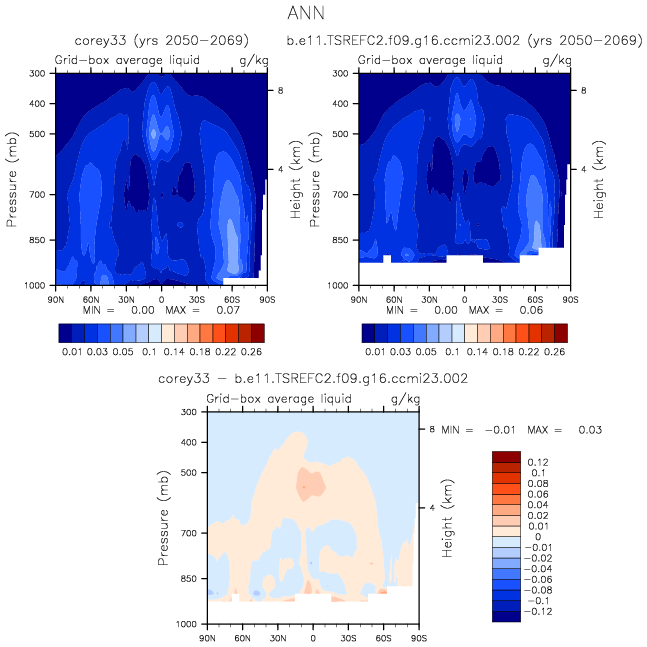 ANN
corey33 (yrs 2050-2069)
Grid-box average liquid g/kg
300
400
500
700
850
1000
Pressure (mb)
8
4
Height (km)
90N 60N 30N 0 30S 60S 90S
MIN = 0.00 MAX = 0.07
0.01 0.03 0.05 0.1 0.14 0.18 0.22 0.26
b.e11.TSREFC2.f09.g16.ccmi23.002 (yrs 2050-2069)
Grid-box average liquid g/kg
300
400
500
700
850
1000
Pressure (mb)
8
4
Height (km)
90N 60N 30N 0 30S 60S 90S
MIN = 0.00 MAX = 0.06
0.01 0.03 0.05 0.1 0.14 0.18 0.22 0.26
corey33 - b.e11.TSREFC2.f09.g16.ccmi23.002
Grid-box average liquid g/kg
300
400
500
700
850
1000
Pressure (mb)
8
4
Height (km)
90N 60N 30N 0 30S 60S 90S
MIN = -0.01 MAX = 0.03
0.12
0.1
0.08
0.06
0.04
0.02
0.01
0
-0.01
-0.02
-0.04
-0.06
-0.08
-0.1
-0.12